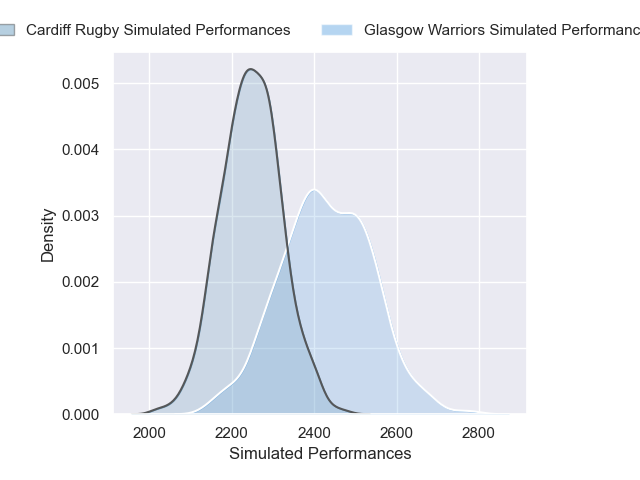 Cardiff Rugby Simulated Performances Glasgow Warriors Simulated Performanc
0.005
0.004
0.003
0.002
0.001
0.000
Density
2000 2200 2400 2600 2800
Simulated Performances